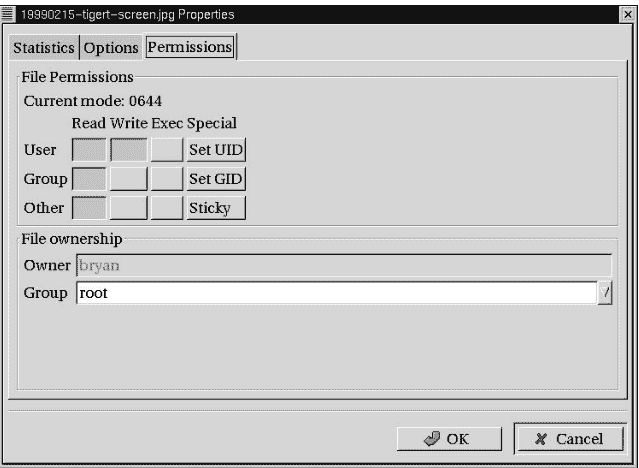 19990215-tigert-screen.jpg Properties
Statistics Options Permissions
File Permissions
Current mode: 0644
Read Write Exec Special
User Set UID
Group Set GID
Other Sticky
File ownership
Owner bryan
Group root
OK Cancel